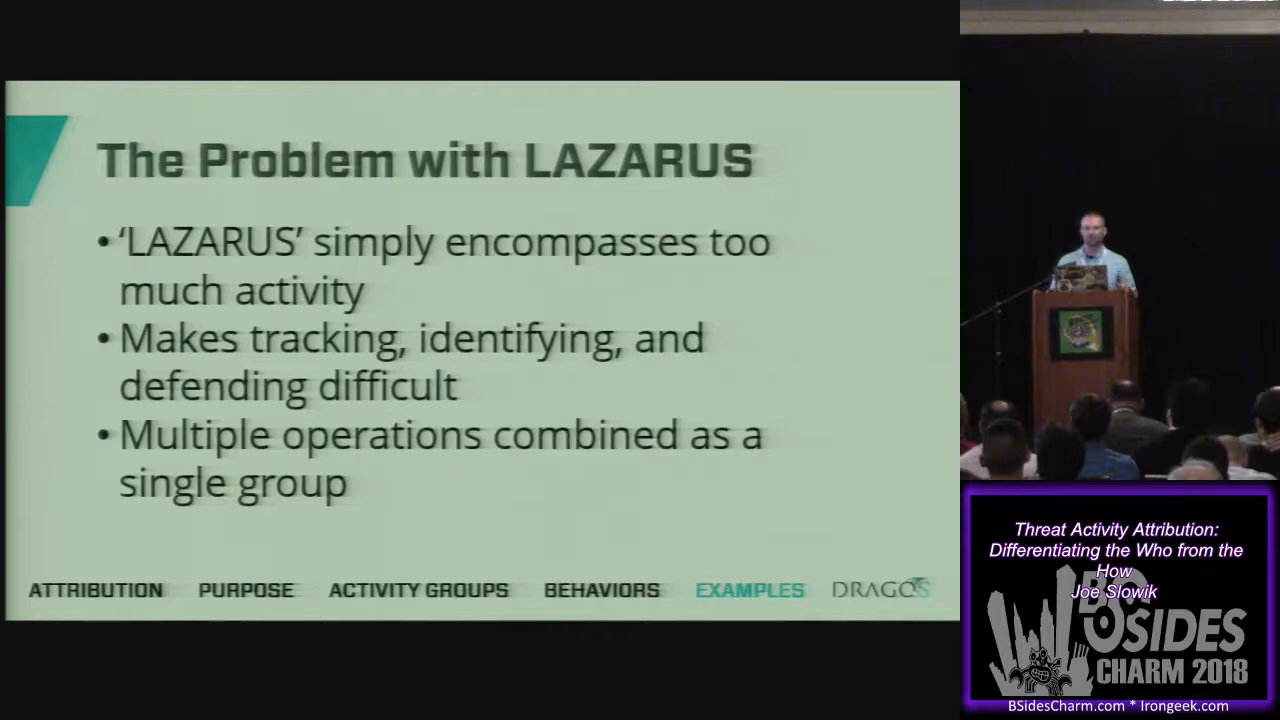 The Problem with LAZARUS
• ‘LAZARUS’ simply encompasses too
much activity
• Makes tracking, identifying, and
defending difficult
• Multiple operations combined as a
single group
ATTRIBUTION PURPOSE ACTIVITY GROUPS BEHAVIORS EXAMPLES DRAGOS
Threat Activity Attribution:
Differentiating the Who from the
How
Joe Slowik
BSIDES
CHARM 2018
BSidesCharm.com * Irongeek.com